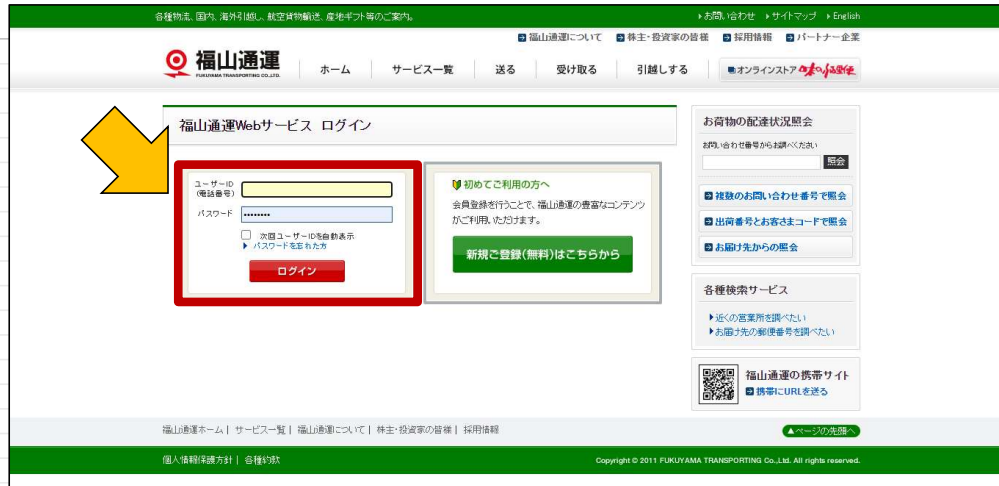 各種物流、国内、海外引越し、航空貨物輸送、産地ギフト等のご案内。
お問い合わせ サイトマップ English
福山通運について 株主・投資家の皆様 採用情報 パートナー企業
福山通運
FUKUYAMA TRANSPORTING CO.,LTD.
ホーム サービス一覧 送る 受け取る 引越しする オンラインストア
福山通運Webサービス ログイン
ユーザーID
(電話番号)
パスワード ••••••••
次回ユーザーIDを自動表示
パスワードを忘れた方
ログイン
初めてご利用の方へ
会員登録を行うことで、福山通運の豊富なコンテンツ
がご利用いただけます。
新規ご登録(無料)はこちらから
お荷物の配達状況照会
お問い合わせ番号からお調べください
照会
複数のお問い合わせ番号で照会
出荷番号とお客さまコードで照会
お届け先からの照会
各種検索サービス
近くの営業所を調べたい
お届け先の郵便番号を調べたい
福山通運の携帯サイト
携帯にURLを送る
福山通運ホーム | サービス一覧 | 福山通運について | 株主・投資家の皆様 | 採用情報
▲ページの先頭へ
個人情報保護方針 | 各種約款
Copyright © 2011 FUKUYAMA TRANSPORTING Co.,Ltd. All rights reserved.